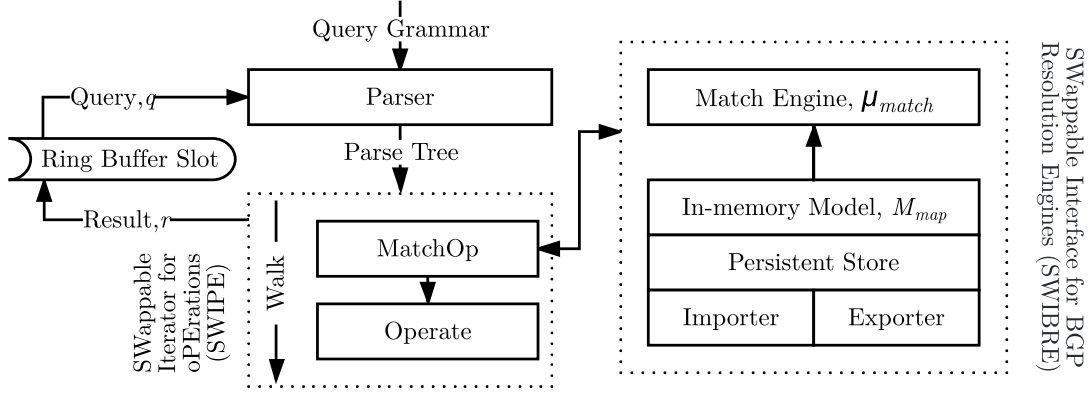 Query Grammar
Query,q
Parser
Match Engine, μmatch
Ring Buffer Slot
Parse Tree
Result,r
In-memory Model, Mmap
MatchOp
Persistent Store
Walk
Operate
Importer
Exporter
SWappable
Iterator for
oPErations
(SWIPE)
SWappable Interface for BGP
Resolution Engines (SWIBRE)